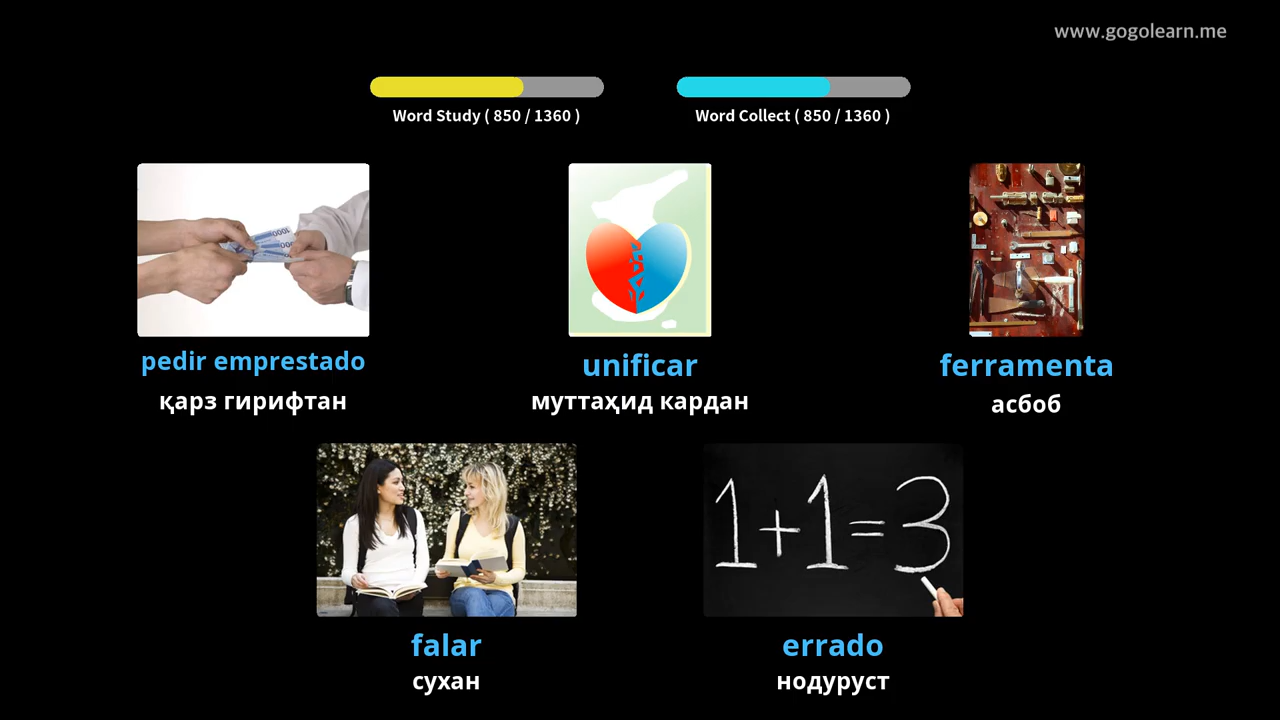 www.gogolearn.me
Word Study ( 850 / 1360 )
Word Collect ( 850 / 1360 )
pedir emprestado
қарз гирифтан
unificar
муттаҳид кардан
ferramenta
асбоб
1+1=3
falar
сухан
errado
нодуруст